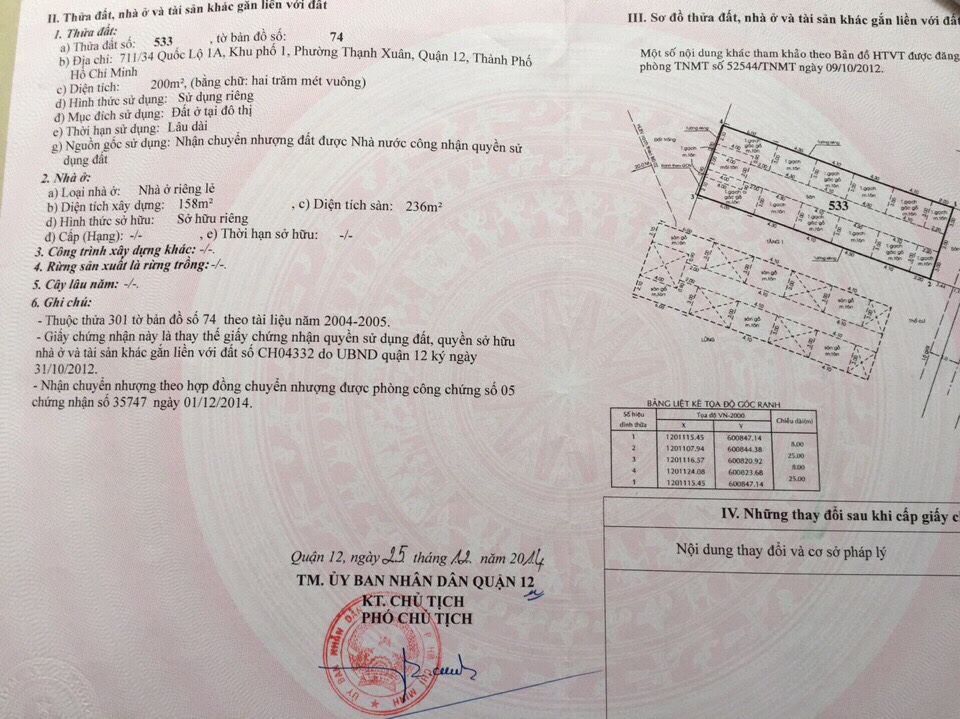 II. Thửa đất, nhà ở và tài sản khác gắn liền với đất
1. Thửa đất:
a) Thửa đất số: 533 , tờ bản đồ số: 74
b) Địa chỉ: 711/34 Quốc Lộ 1A, Khu phố 1, Phường Thạnh Xuân, Quận 12, Thành Phố
Hồ Chí Minh
c) Diện tích: 200m², (bằng chữ: hai trăm mét vuông)
d) Hình thức sử dụng: Sử dụng riêng
đ) Mục đích sử dụng: Đất ở tại đô thị
e) Thời hạn sử dụng: Lâu dài
g) Nguồn gốc sử dụng: Nhận chuyển nhượng đất được Nhà nước công nhận quyền sử
dụng đất
2. Nhà ở:
a) Loại nhà ở: Nhà ở riêng lẻ
b) Diện tích xây dựng: 158m² , c) Diện tích sàn: 236m²
d) Hình thức sở hữu: Sở hữu riêng
đ) Cấp (Hạng): -/- , e) Thời hạn sở hữu: -/-
3. Công trình xây dựng khác: -/-.
4. Rừng sản xuất là rừng trồng: -/-.
5. Cây lâu năm: -/-.
6. Ghi chú:
- Thuộc thửa 301 tờ bản đồ số 74 theo tài liệu năm 2004-2005.
- Giấy chứng nhận này là thay thế giấy chứng nhận quyền sử dụng đất, quyền sở hữu
nhà ở và tài sản khác gắn liền với đất số CH04332 do UBND quận 12 ký ngày
31/10/2012.
- Nhận chuyển nhượng theo hợp đồng chuyển nhượng được phòng công chứng số 05
chứng nhận số 35747 ngày 01/12/2014.
Quận 12, ngày 25 tháng 12 năm 2014
TM. ỦY BAN NHÂN DÂN QUẬN 12
KT. CHỦ TỊCH
PHÓ CHỦ TỊCH
III. Sơ đồ thửa đất, nhà ở và tài sản khác gắn liền với đất
Một số nội dung khác tham khảo theo Bản đồ HTVT được đăng
phòng TNMT số 52544/TNMT ngày 09/10/2012.
Đất trống
tường riêng
tường riêng
sân
533
TẦNG 1
tường riêng
LỬNG
BẢNG LIỆT KÊ TỌA ĐỘ GÓC RANH
Số hiệu đỉnh thửa Tọa độ VN-2000 Chiều dài(m)
X Y
1 1201115.45 600847.14
8.00
2 1201107.94 600844.38
25.00
3 1201116.57 600820.92
8.00
4 1201124.08 600823.68
25.00
1 1201115.45 600847.14
IV. Những thay đổi sau khi cấp giấy c
Nội dung thay đổi và cơ sở pháp lý